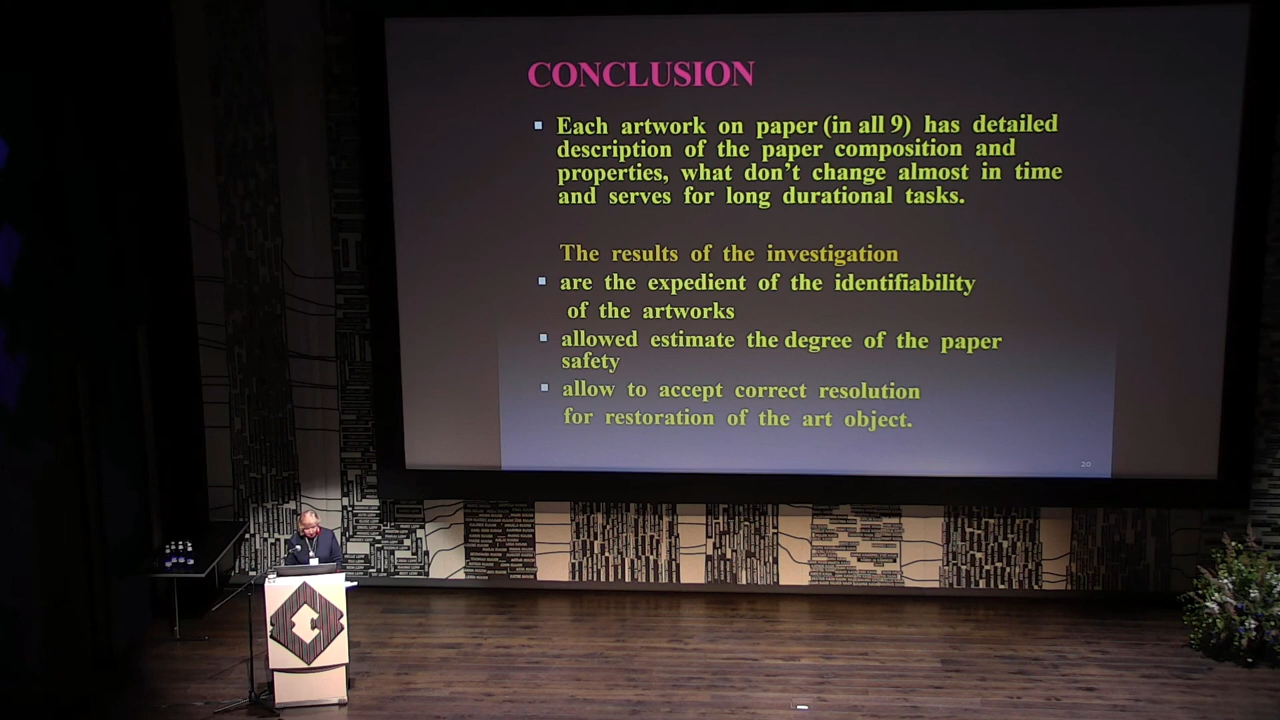 CONCLUSION
Each artwork on paper (in all 9) has detailed
description of the paper composition and
properties, what don't change almost in time
and serves for long durational tasks.
The results of the investigation
are the expedient of the identifiability
of the artworks
allowed estimate the degree of the paper
safety
allow to accept correct resolution
for restoration of the art object.
20